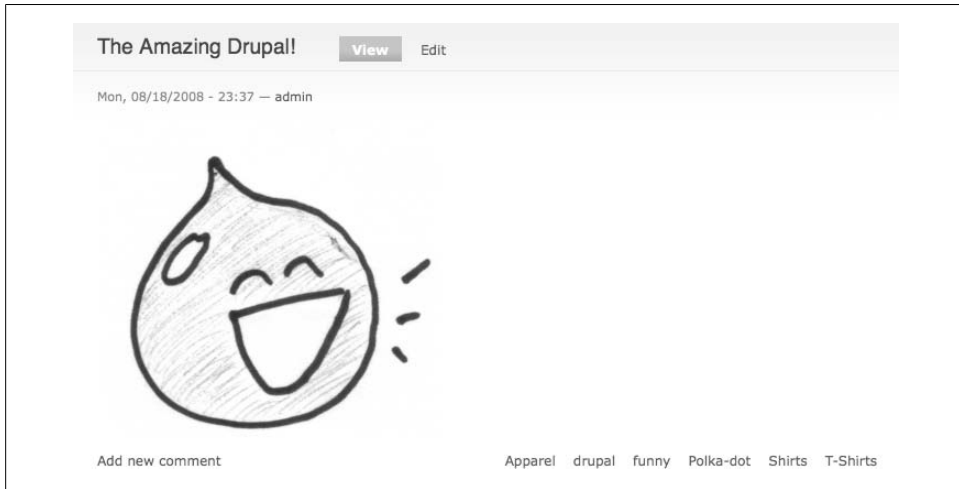 The Amazing Drupal! View Edit
Mon, 08/18/2008 - 23:37 — admin
Add new comment Apparel drupal funny Polka-dot Shirts T-Shirts